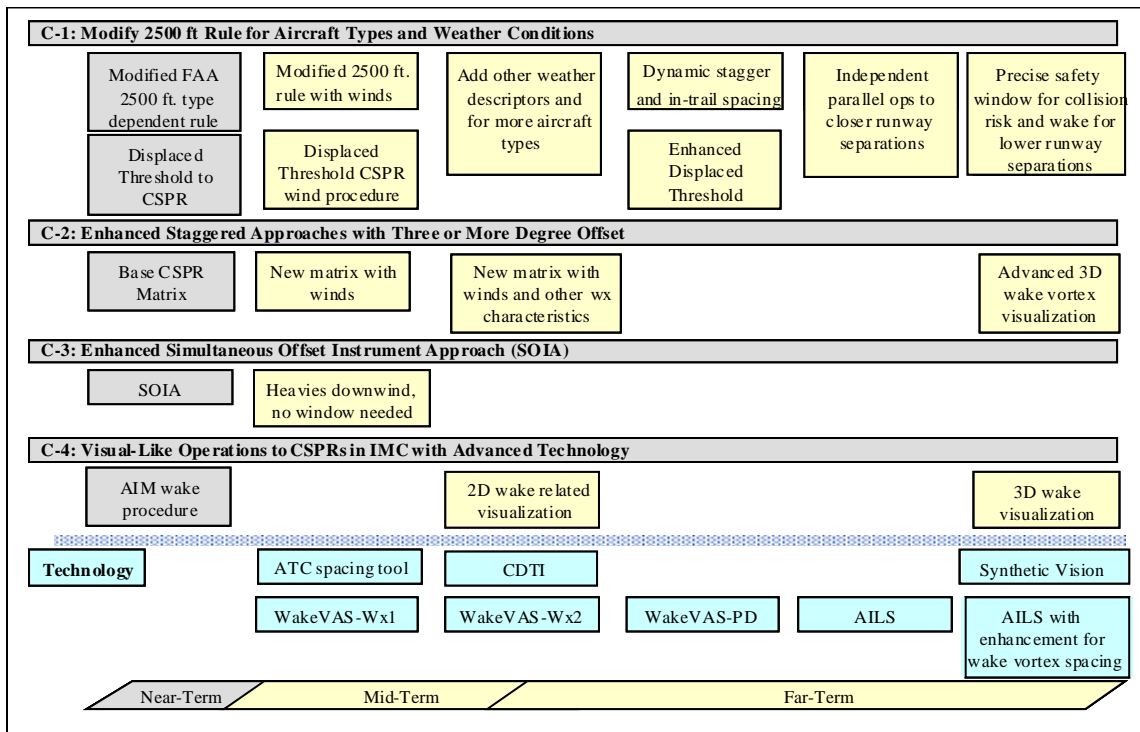 C-1: Modify 2500 ft Rule for Aircraft Types and Weather Conditions
Modified FAA
2500 ft. type
dependent rule
Modified 2500 ft.
rule with winds
Add other weather
descriptors and
for more aircraft
types
Dynamic stagger
and in-trail spacing
Independent
parallel ops to
closer runway
separations
Precise safety
window for collision
risk and wake for
lower runway
separations
Displaced
Threshold to
CSPR
Displaced
Threshold CSPR
wind procedure
Enhanced
Displaced
Threshold
C-2: Enhanced Staggered Approaches with Three or More Degree Offset
Base CSPR
Matrix
New matrix with
winds
New matrix with
winds and other wx
characteristics
Advanced 3D
wake vortex
visualization
C-3: Enhanced Simultaneous Offset Instrument Approach (SOIA)
SOIA
Heavies downwind,
no window needed
C-4: Visual-Like Operations to CSPRs in IMC with Advanced Technology
AIM wake
procedure
2D wake related
visualization
3D wake
visualization
Technology
ATC spacing tool
CDTI
Synthetic Vision
WakeVAS-Wx1
WakeVAS-Wx2
WakeVAS-PD
AILS
AILS with
enhancement for
wake vortex spacing
Near-Term
Mid-Term
Far-Term